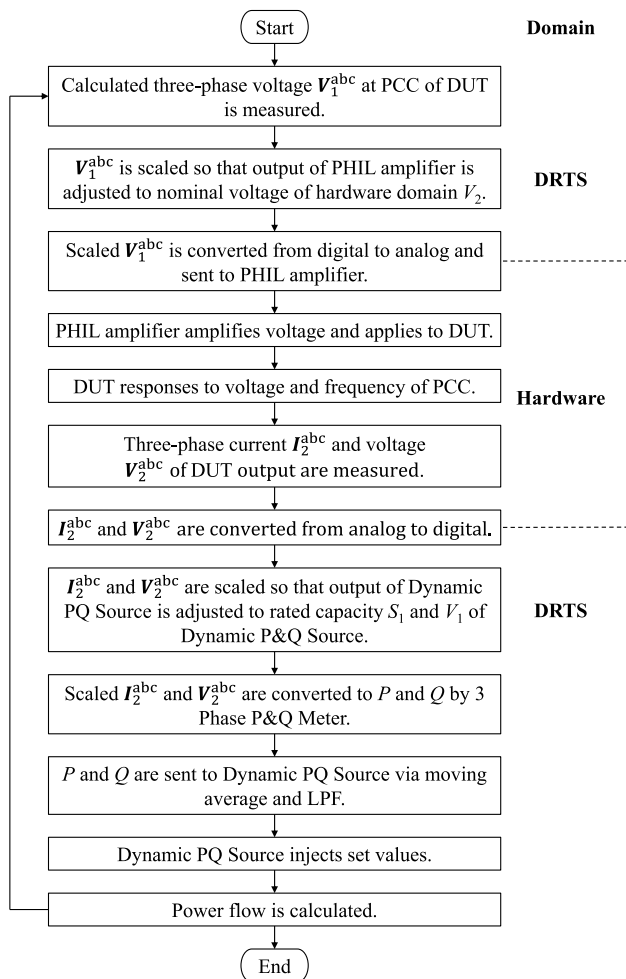 Start
Domain
Calculated three-phase voltage V₁ᵃᵇᶜ at PCC of DUT
is measured.
V₁ᵃᵇᶜ is scaled so that output of PHIL amplifier is
adjusted to nominal voltage of hardware domain V₂.
DRTS
Scaled V₁ᵃᵇᶜ is converted from digital to analog and
sent to PHIL amplifier.
PHIL amplifier amplifies voltage and applies to DUT.
DUT responses to voltage and frequency of PCC.
Hardware
Three-phase current I₂ᵃᵇᶜ and voltage
V₂ᵃᵇᶜ of DUT output are measured.
I₂ᵃᵇᶜ and V₂ᵃᵇᶜ are converted from analog to digital.
I₂ᵃᵇᶜ and V₂ᵃᵇᶜ are scaled so that output of Dynamic
PQ Source is adjusted to rated capacity S₁ and V₁ of
Dynamic P&Q Source.
DRTS
Scaled I₂ᵃᵇᶜ and V₂ᵃᵇᶜ are converted to P and Q by 3
Phase P&Q Meter.
P and Q are sent to Dynamic PQ Source via moving
average and LPF.
Dynamic PQ Source injects set values.
Power flow is calculated.
End